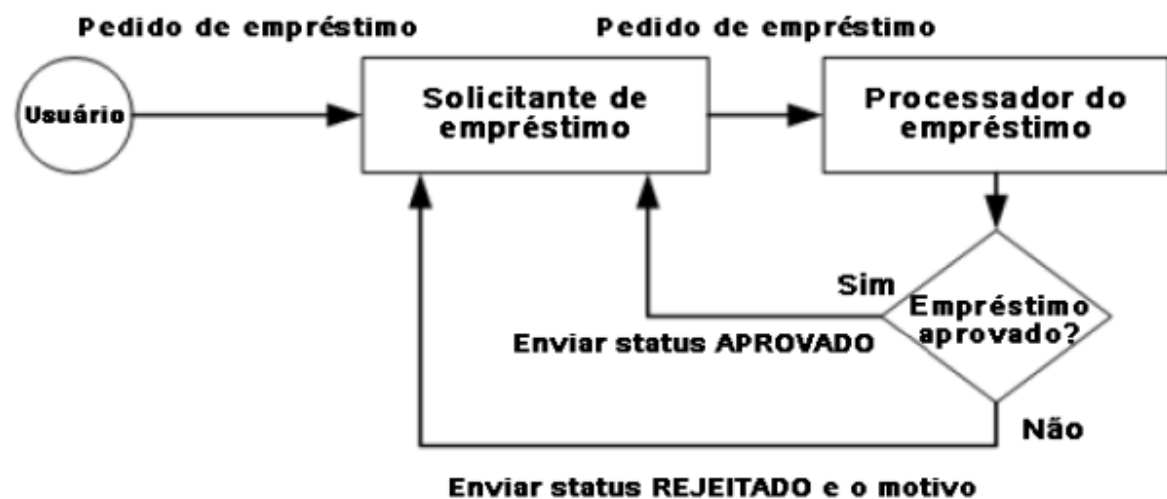 Pedido de empréstimo
Pedido de empréstimo
Usuário
Solicitante de
empréstimo
Processador do
empréstimo
Sim
Empréstimo
aprovado?
Enviar status APROVADO
Não
Enviar status REJEITADO e o motivo